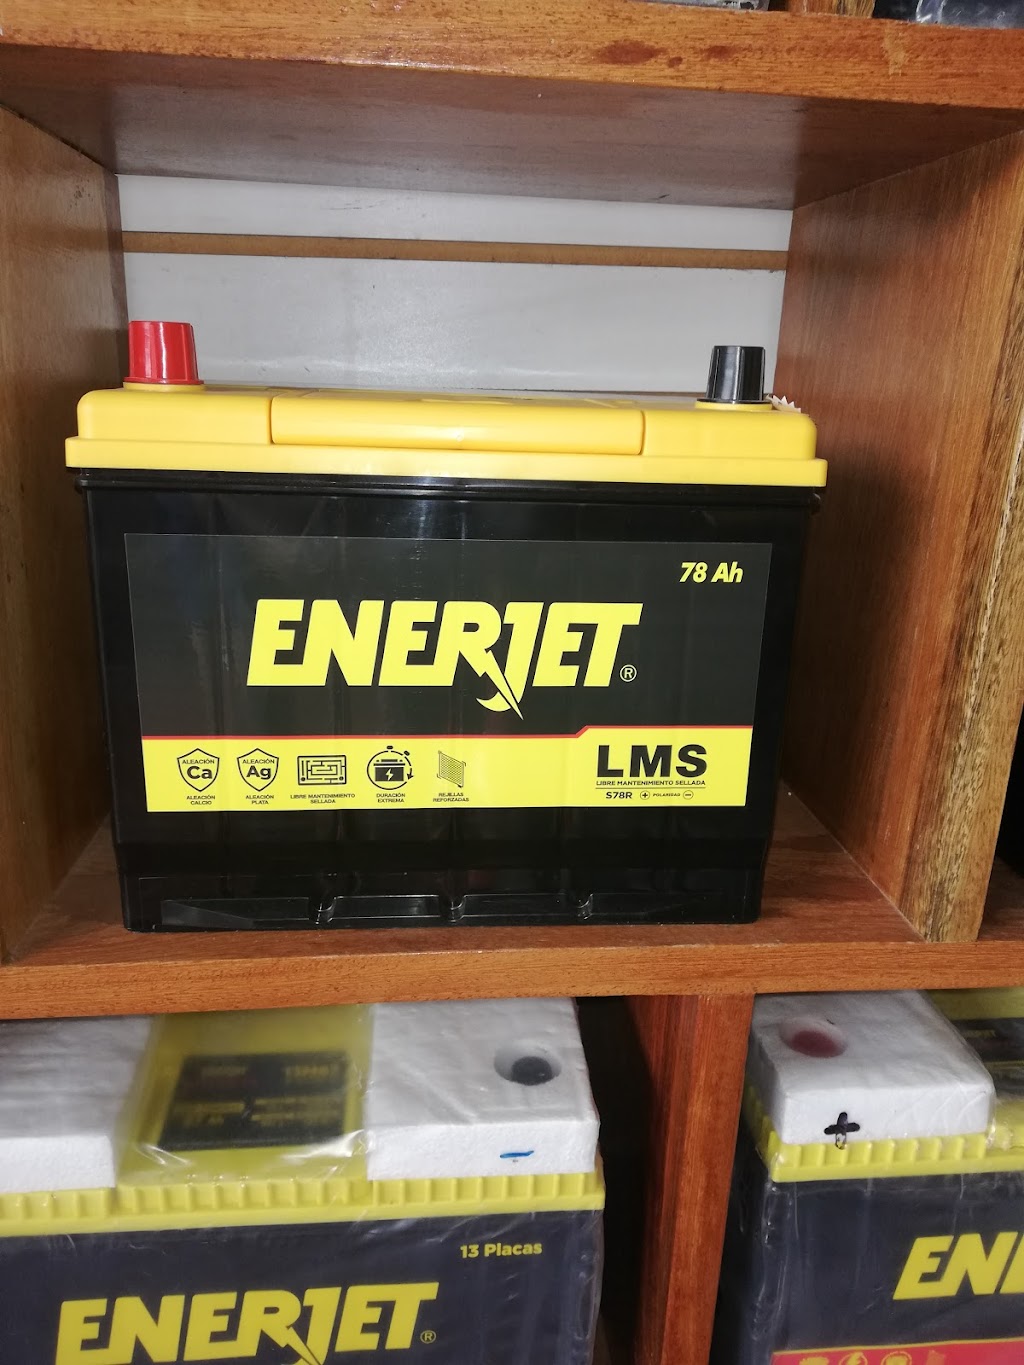 78 Ah
ENERJET®
ALEACIÓN Ca ALEACIÓN CALCIO
ALEACIÓN Ag ALEACIÓN PLATA
LIBRE MANTENIMIENTO SELLADA
DURACIÓN EXTREMA
REJILLAS REFORZADAS
LMS
LIBRE MANTENIMIENTO SELLADA
S78R + POLARIDAD -
-
+
13 Placas
ENERJET®
EN